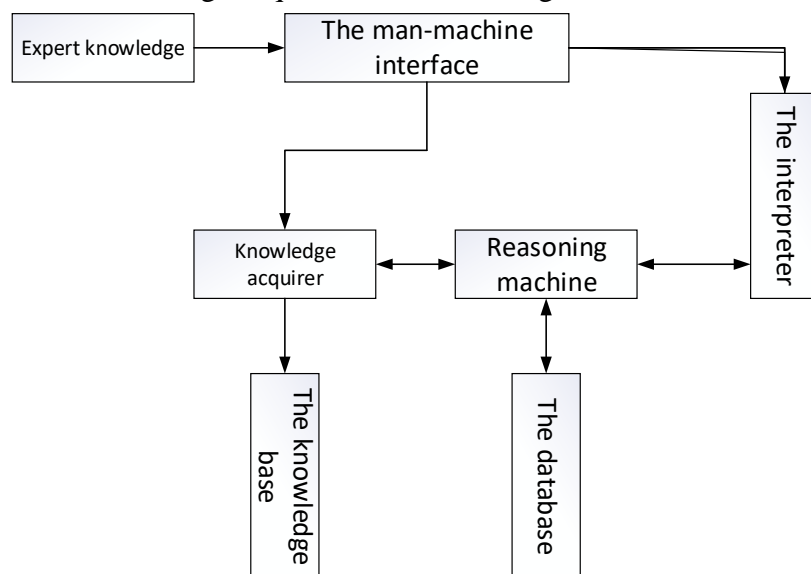 Expert knowledge
The man-machine
interface
The interpreter
Knowledge
acquirer
Reasoning
machine
The knowledge
base
The database